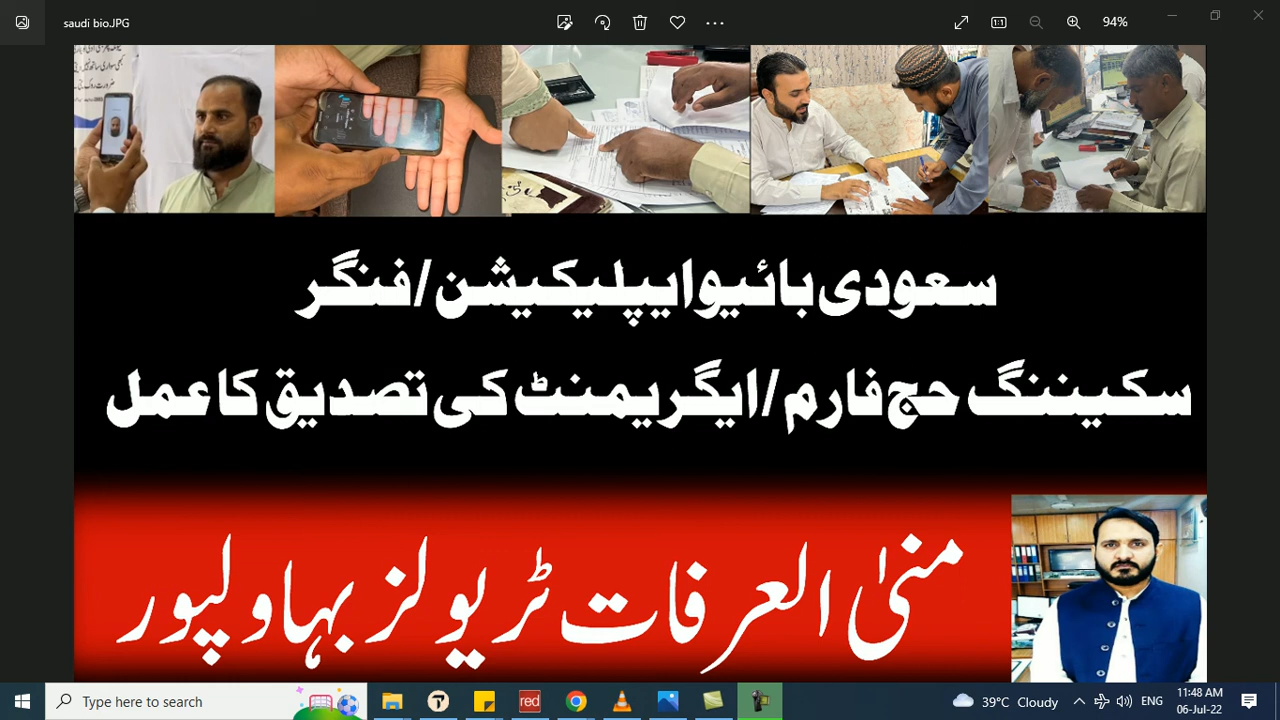 saudi bio.JPG
94%
سعودی بائیو ایپلیکیشن/فنگر
سکیننگ حج فارم/ایگریمنٹ کی تصدیق کا عمل
منیٰ العرفات ٹریولز بہاولپور
Type here to search
red
39°C Cloudy
ENG
11:48 AM
06-Jul-22